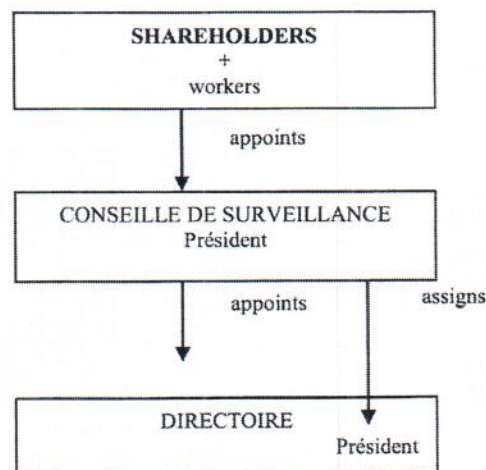 SHAREHOLDERS
+
workers
appoints
CONSEILLE DE SURVEILLANCE
Président
appoints
assigns
DIRECTOIRE
Président